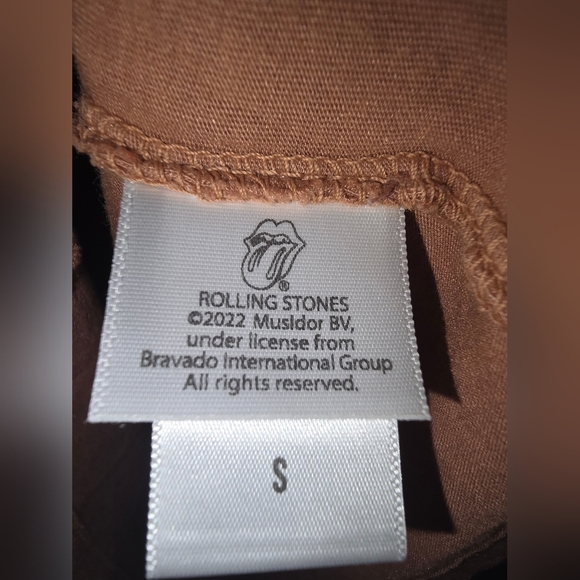 ®
ROLLING STONES
©2022 Musidor BV,
under license from
Bravado International Group
All rights reserved.
S